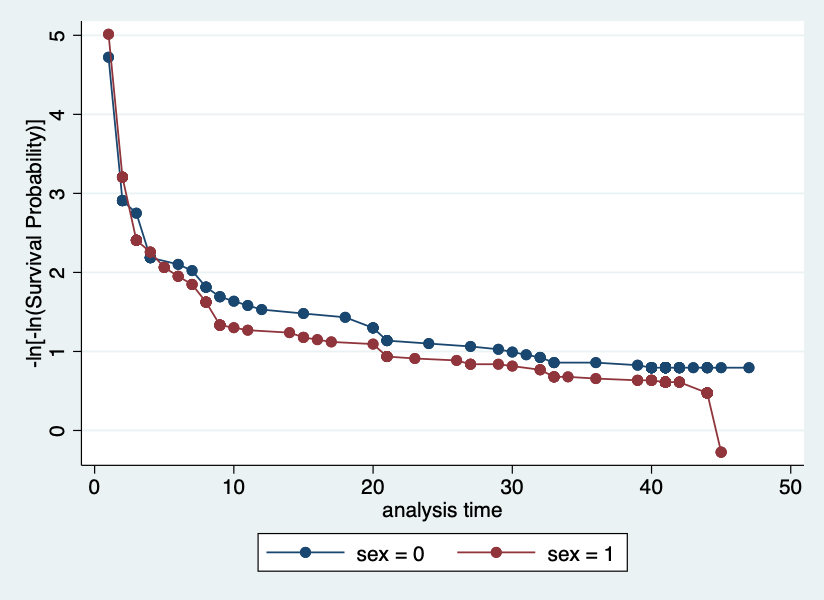 -ln[-ln(Survival Probability)]
5
4
3
2
1
0
0 10 20 30 40 50
analysis time
sex = 0 sex = 1